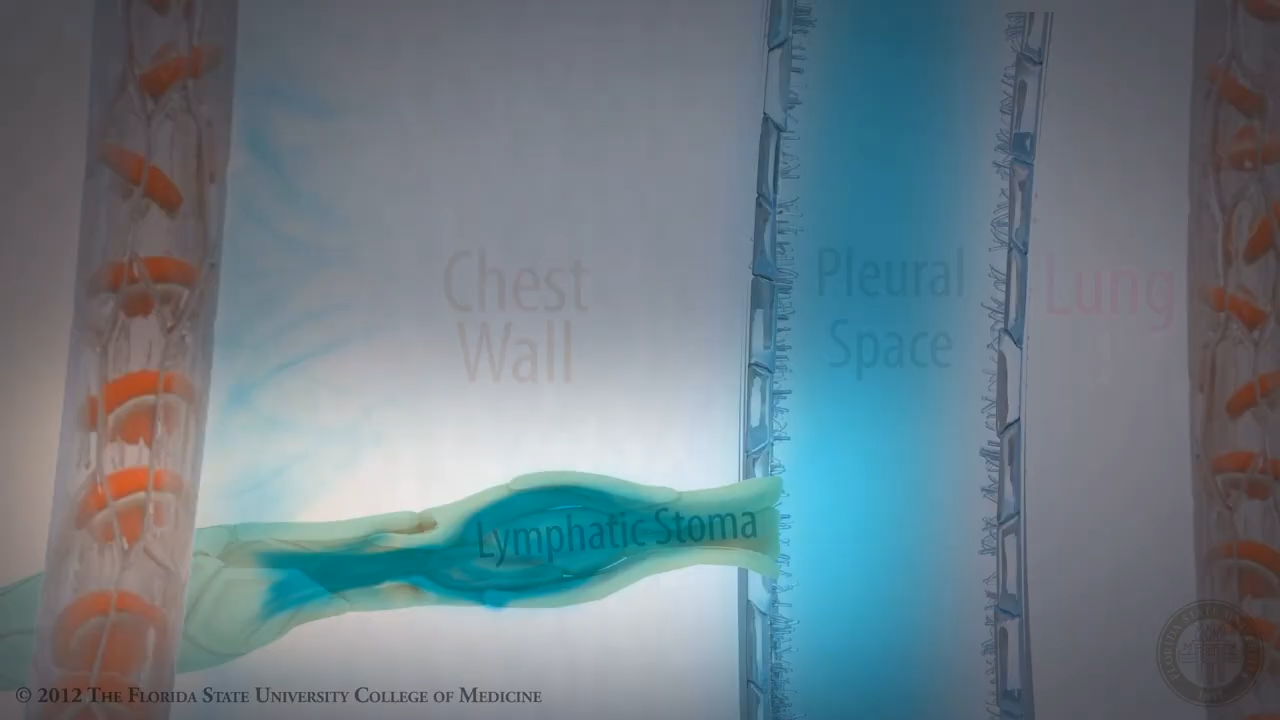 Chest
Wall
Pleural
Space
Lung
Lymphatic Stoma
© 2012 The Florida State University College of Medicine